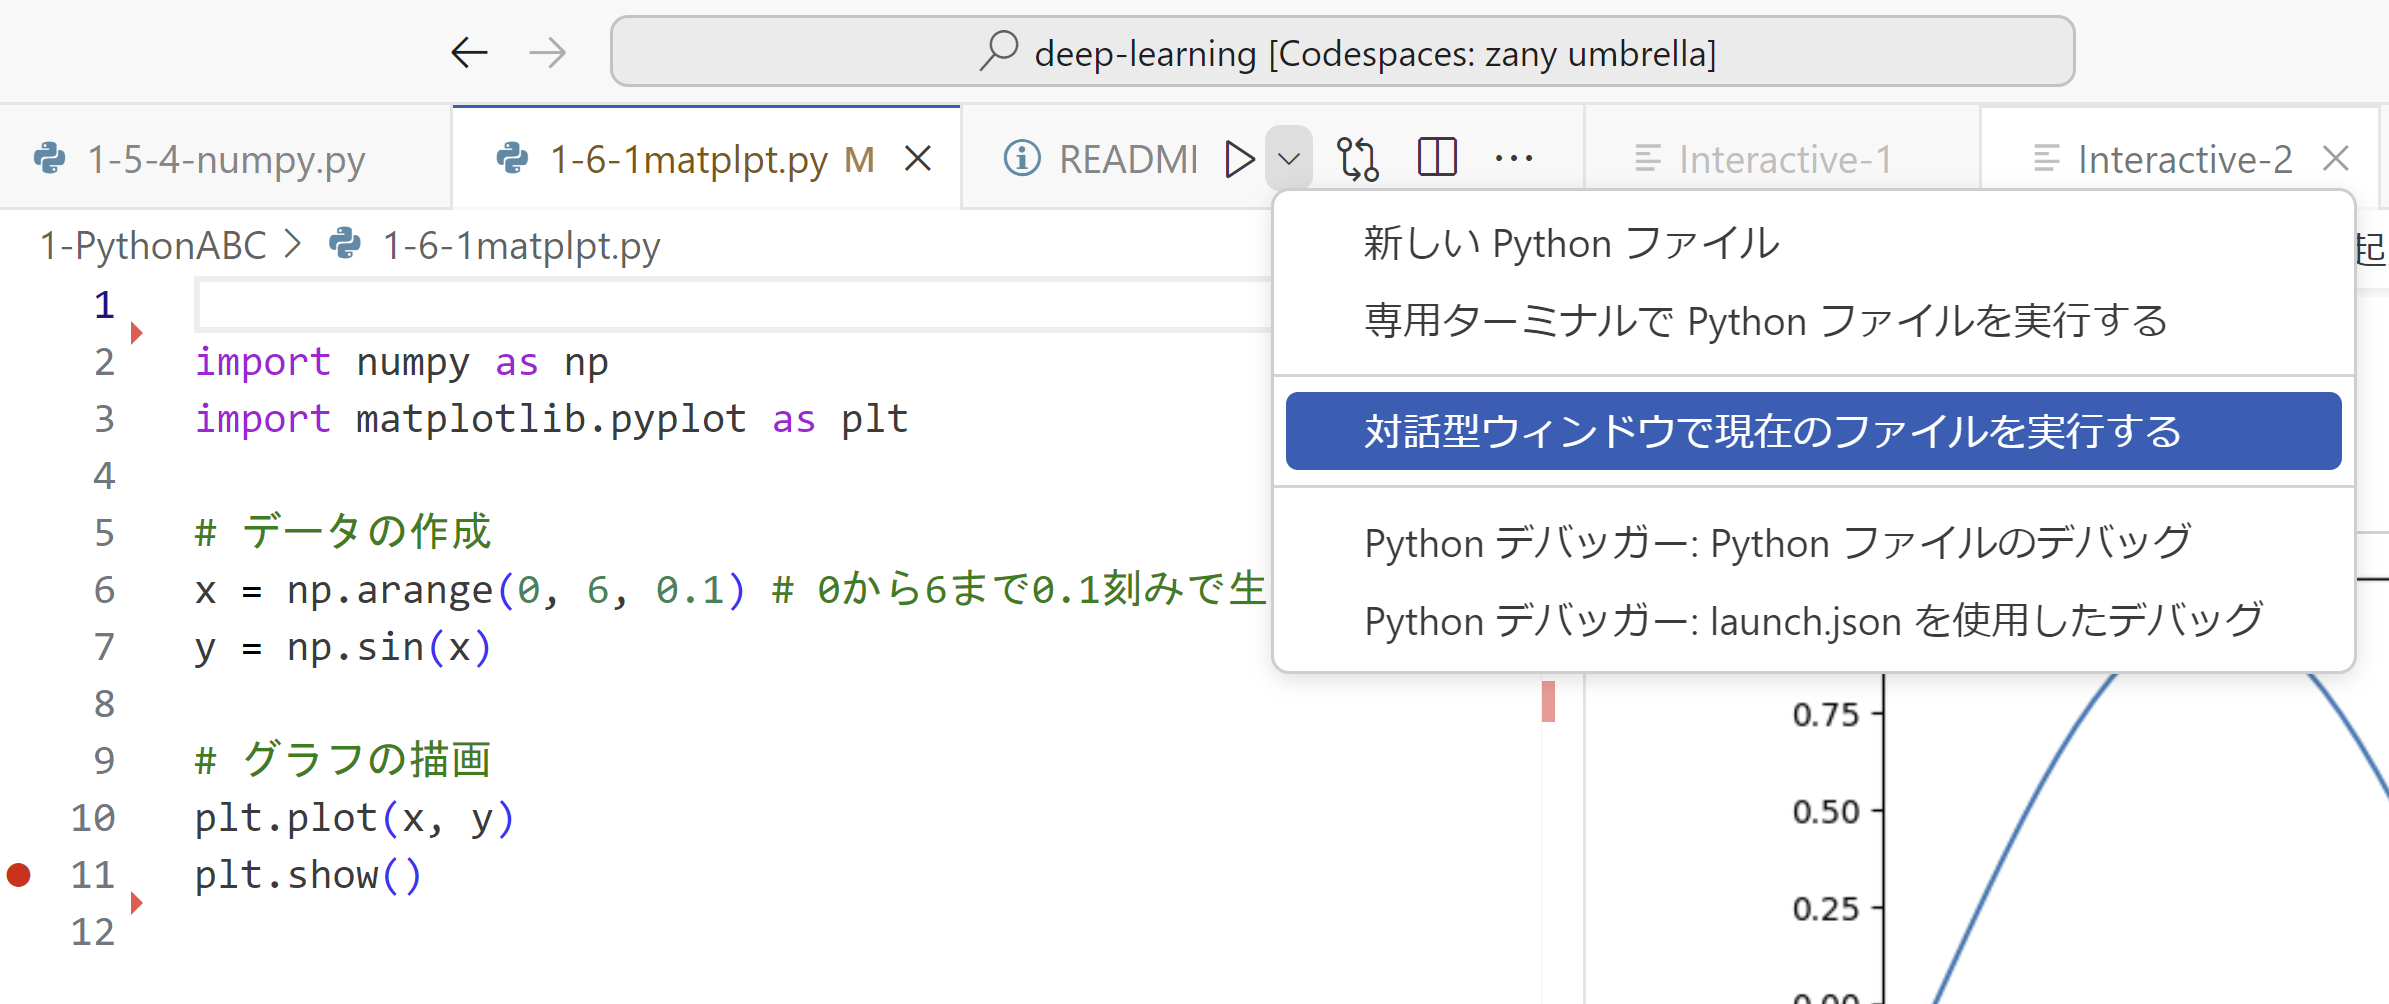 deep-learning [Codespaces: zany umbrella]
1-5-4-numpy.py
1-6-1matplpt.py M
READMI
Interactive-1
Interactive-2
1-PythonABC > 1-6-1matplpt.py
起
新しい Python ファイル
専用ターミナルで Python ファイルを実行する
対話型ウィンドウで現在のファイルを実行する
Python デバッガー: Python ファイルのデバッグ
Python デバッガー: launch.json を使用したデバッグ
1
2 import numpy as np
3 import matplotlib.pyplot as plt
4
5 # データの作成
6 x = np.arange(0, 6, 0.1) # 0から6まで0.1刻みで生
7 y = np.sin(x)
8
9 # グラフの描画
10 plt.plot(x, y)
11 plt.show()
12
0.75
0.50
0.25
0.00